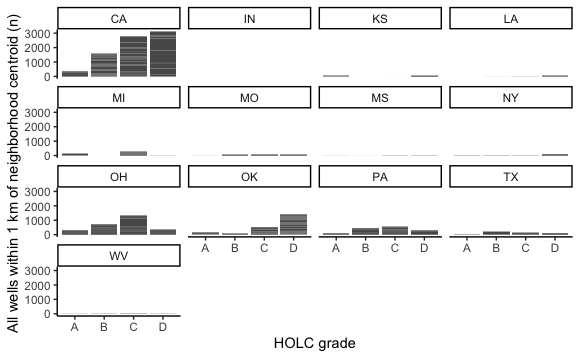 All wells within 1 km of neighborhood centroid (n)
CA IN KS LA
3000
2000
1000
0
MI MO MS NY
3000
2000
1000
0
OH OK PA TX
3000
2000
1000
0
A B C D A B C D A B C D
WV
3000
2000
1000
0
A B C D
HOLC grade